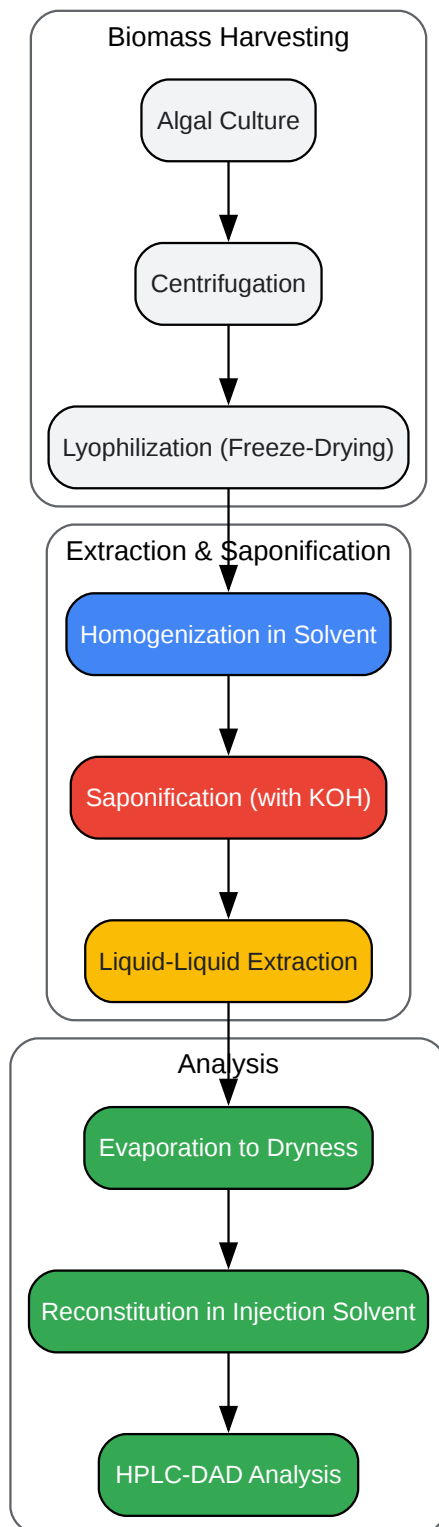 Biomass Harvesting
Algal Culture
Centrifugation
Lyophilization (Freeze-Drying)
Extraction & Saponification
Homogenization in Solvent
Saponification (with KOH)
Liquid-Liquid Extraction
Analysis
Evaporation to Dryness
Reconstitution in Injection Solvent
HPLC-DAD Analysis